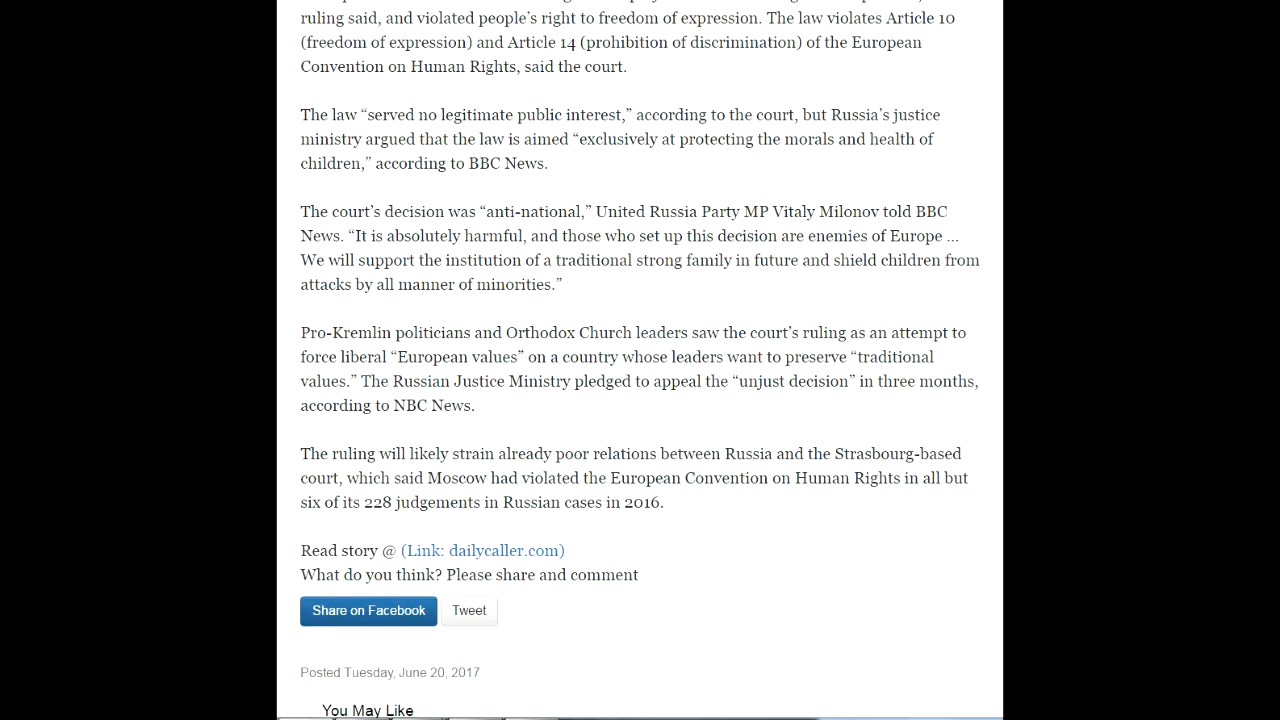 ruling said, and violated people’s right to freedom of expression. The law violates Article 10
(freedom of expression) and Article 14 (prohibition of discrimination) of the European
Convention on Human Rights, said the court.
The law “served no legitimate public interest,” according to the court, but Russia’s justice
ministry argued that the law is aimed “exclusively at protecting the morals and health of
children,” according to BBC News.
The court’s decision was “anti-national,” United Russia Party MP Vitaly Milonov told BBC
News. “It is absolutely harmful, and those who set up this decision are enemies of Europe ...
We will support the institution of a traditional strong family in future and shield children from
attacks by all manner of minorities.”
Pro-Kremlin politicians and Orthodox Church leaders saw the court’s ruling as an attempt to
force liberal “European values” on a country whose leaders want to preserve “traditional
values.” The Russian Justice Ministry pledged to appeal the “unjust decision” in three months,
according to NBC News.
The ruling will likely strain already poor relations between Russia and the Strasbourg-based
court, which said Moscow had violated the European Convention on Human Rights in all but
six of its 228 judgements in Russian cases in 2016.
Read story @ (Link: dailycaller.com)
What do you think? Please share and comment
Share on Facebook Tweet
Posted Tuesday, June 20, 2017
You May Like